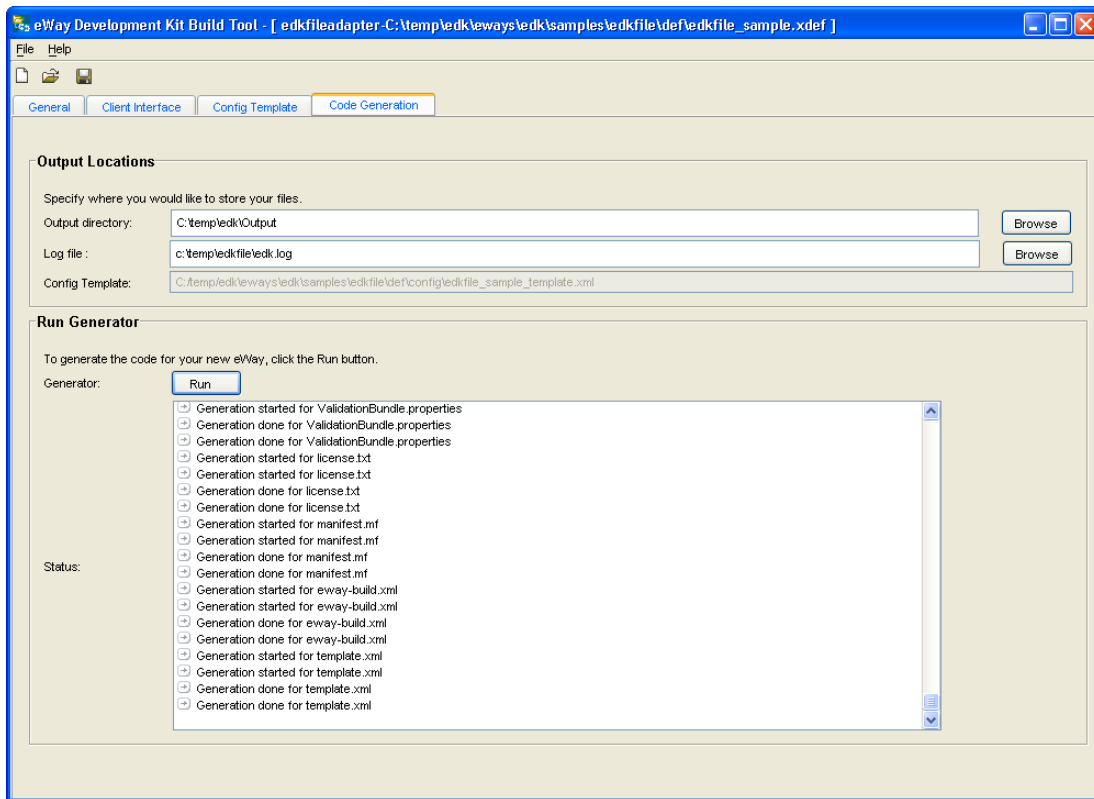 eWay Development Kit Build Tool - [ edkfileadapter-C:\temp\edk\eways\edk\samples\edkfile\def\edkfile_sample.xdef ]
File Help
General Client Interface Config Template Code Generation
Output Locations
Specify where you would like to store your files.
Output directory: C:\temp\edk\Output Browse
Log file : c:\temp\edkfile\edk.log Browse
Config Template: C:/temp/edk\eways\edk\samples\edkfile\def\config\edkfile_sample_template.xml
Run Generator
To generate the code for your new eWay, click the Run button.
Generator: Run
Generation started for ValidationBundle.properties
Generation done for ValidationBundle.properties
Generation done for ValidationBundle.properties
Generation started for license.txt
Generation started for license.txt
Generation done for license.txt
Generation done for license.txt
Generation started for manifest.mf
Generation started for manifest.mf
Generation done for manifest.mf
Status:
Generation done for manifest.mf
Generation started for eway-build.xml
Generation started for eway-build.xml
Generation done for eway-build.xml
Generation done for eway-build.xml
Generation started for template.xml
Generation started for template.xml
Generation done for template.xml
Generation done for template.xml